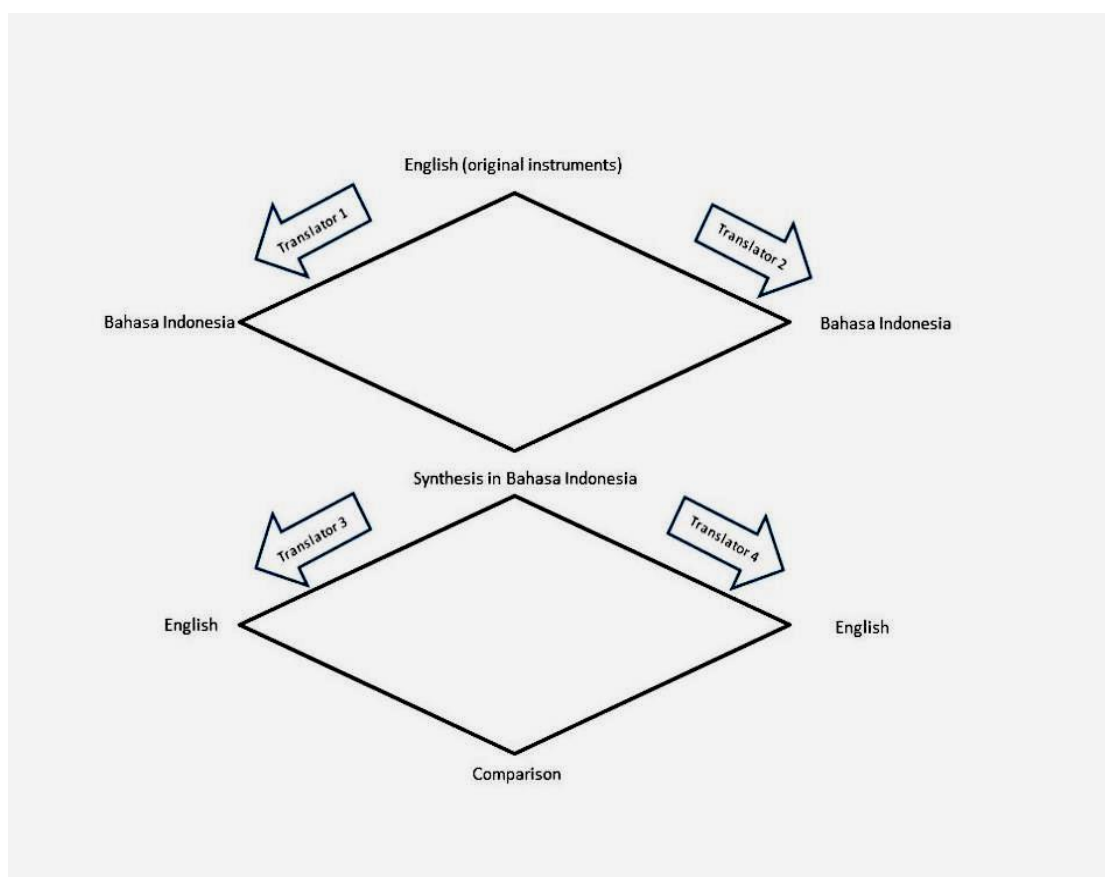 English (original instruments)
Translator 1
Translator 2
Bahasa Indonesia
Bahasa Indonesia
Synthesis in Bahasa Indonesia
Translator 3
Translator 4
English
English
Comparison